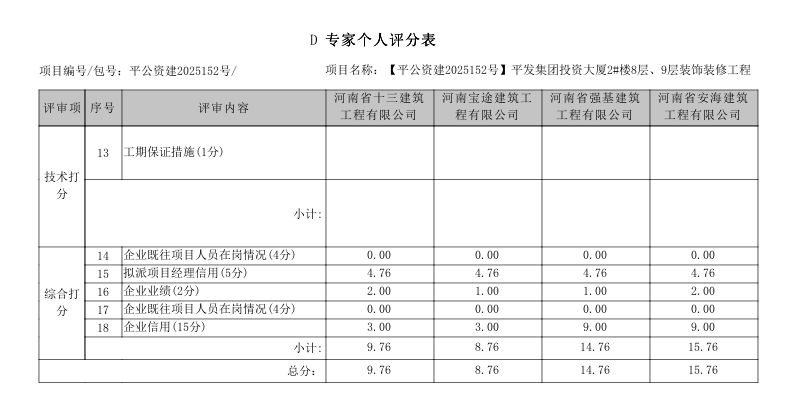 D 专家个人评分表
项目编号/包号：平公资建2025152号/ 项目名称：【平公资建2025152号】平发集团投资大厦2#楼8层、9层装饰装修工程
评审项 序号 评审内容 河南省十三建筑工程有限公司 河南宝途建筑工程有限公司 河南省强基建筑工程有限公司 河南省安海建筑工程有限公司
技术打分
13 工期保证措施(1分)
小计:
综合打分
14 企业既往项目人员在岗情况(4分) 0.00 0.00 0.00 0.00
15 拟派项目经理信用(5分) 4.76 4.76 4.76 4.76
16 企业业绩(2分) 2.00 1.00 1.00 2.00
17 企业既往项目人员在岗情况(4分) 0.00 0.00 0.00 0.00
18 企业信用(15分) 3.00 3.00 9.00 9.00
小计: 9.76 8.76 14.76 15.76
总分： 9.76 8.76 14.76 15.76